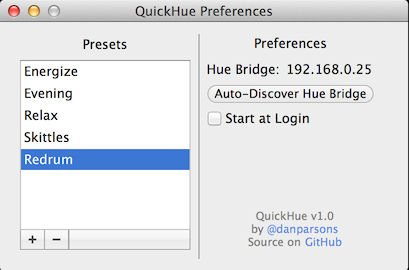 QuickHue Preferences
Presets
Energize
Evening
Relax
Skittles
Redrum
+ −
Preferences
Hue Bridge: 192.168.0.25
Auto-Discover Hue Bridge
Start at Login
QuickHue v1.0
by @danparsons
Source on GitHub